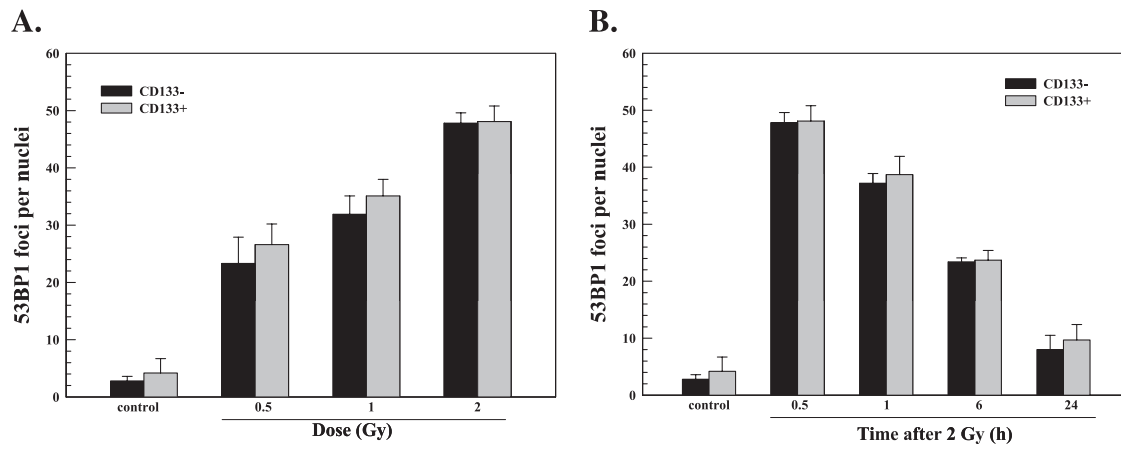 A.
60
50
40
30
20
10
0
53BP1 foci per nuclei
CD133-
CD133+
control 0.5 1 2
Dose (Gy)
B.
60
50
40
30
20
10
0
53BP1 foci per nuclei
CD133-
CD133+
control 0.5 1 6 24
Time after 2 Gy (h)